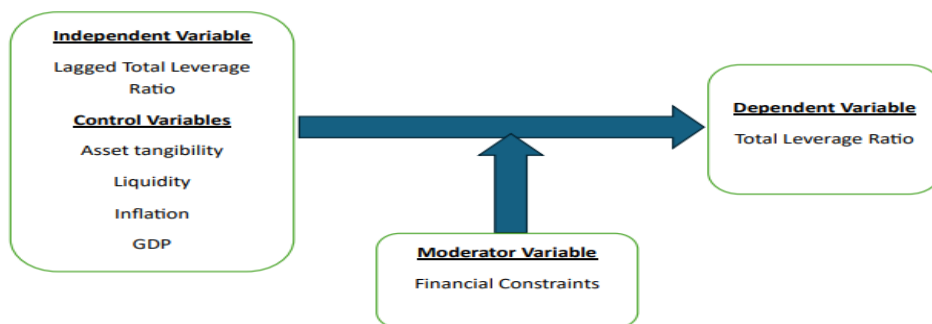 Independent Variable
Lagged Total Leverage
Ratio
Control Variables
Asset tangibility
Liquidity
Inflation
GDP
Dependent Variable
Total Leverage Ratio
Moderator Variable
Financial Constraints